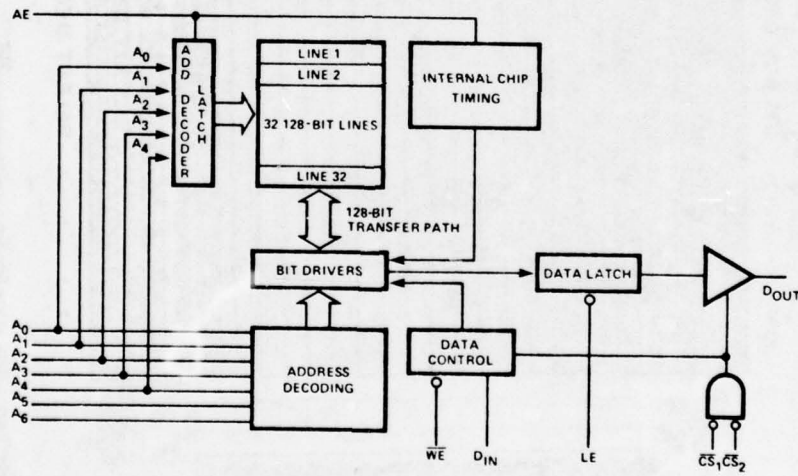 AE
A0
A1
A2
A3
A4
ADD DECODER
LATCH
LINE 1
LINE 2
32 128-BIT LINES
LINE 32
INTERNAL CHIP
TIMING
128-BIT
TRANSFER PATH
BIT DRIVERS
DATA LATCH
DOUT
A0
A1
A2
A3
A4
A5
A6
ADDRESS
DECODING
DATA
CONTROL
WE
DIN
LE
CS1 CS2